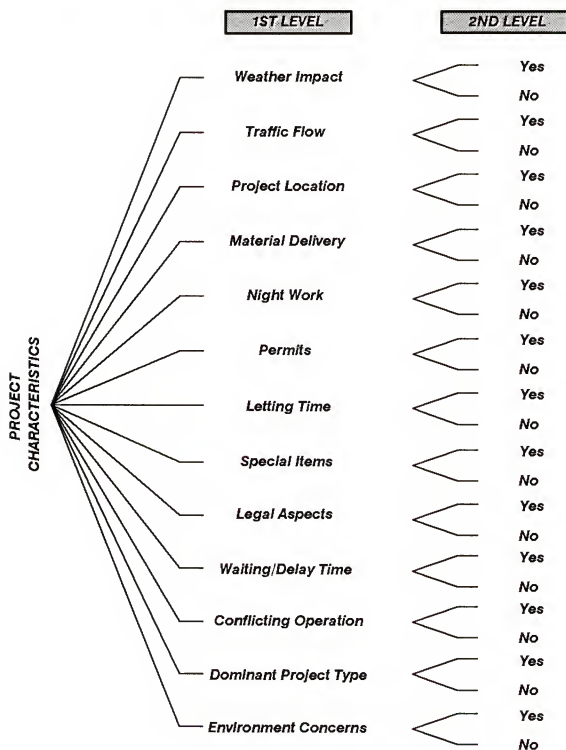 1ST LEVEL 2ND LEVEL
Weather Impact Yes
No
Traffic Flow Yes
No
Project Location Yes
No
Material Delivery Yes
No
Night Work Yes
No
Permits Yes
No
PROJECT
CHARACTERISTICS
Letting Time Yes
No
Special Items Yes
No
Legal Aspects Yes
No
Waiting/Delay Time Yes
No
Conflicting Operation Yes
No
Dominant Project Type Yes
No
Environment Concerns Yes
No